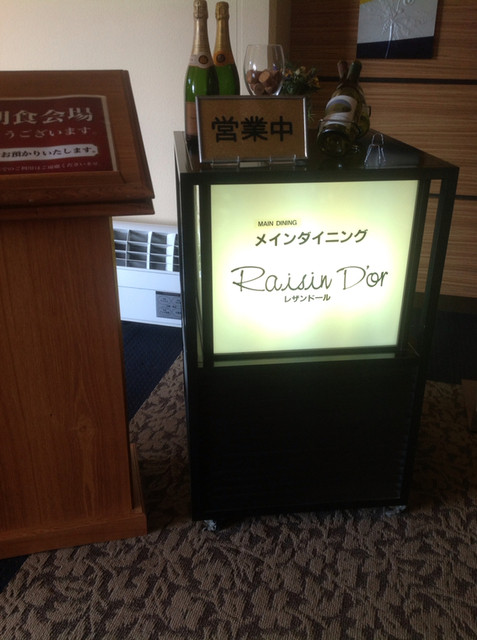 食会場
うございます
お預かりいたします。
営業中
MAIN DINING
メインダイニング
Raisin D'or
レザンドール